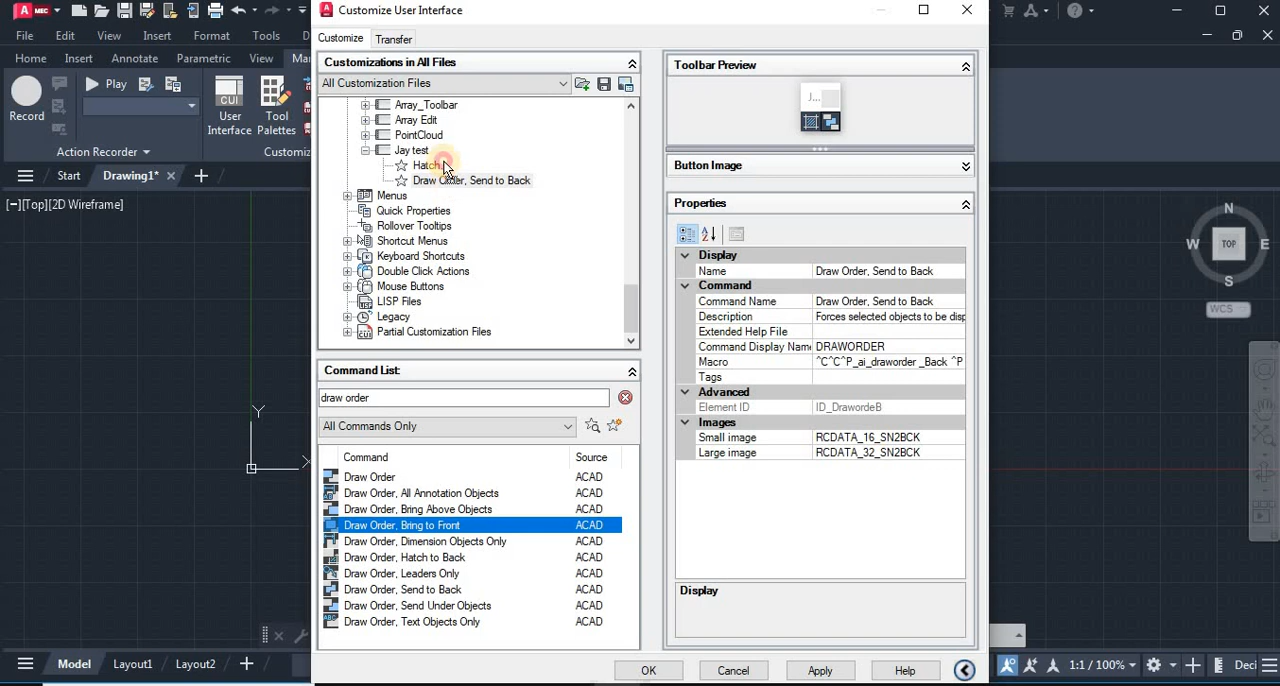 A MEC
Customize User Interface
File Edit View Insert Format Tools D
Home Insert Annotate Parametric View Ma
Customize Transfer
Customizations in All Files
Toolbar Preview
All Customization Files
Record
Play
User Interface
Tool Palettes
Action Recorder
Customiz
Array_Toolbar
Array Edit
PointCloud
Jay test
Draw Order, Send to Back
Menus
Quick Properties
Rollover Tooltips
Shortcut Menus
Keyboard Shortcuts
Double Click Actions
Mouse Buttons
LISP Files
Legacy
Partial Customization Files
J...
Button Image
Properties
Display
Name Draw Order, Send to Back
Command
Command Name Draw Order, Send to Back
Description Forces selected objects to be disp
Extended Help File
Command Display Name DRAWORDER
Macro ^C^C^P_ai_draworder _Back ^P
Tags
Advanced
Element ID ID_DrawordeB
Images
Small image RCDATA_16_SN2BCK
Large image RCDATA_32_SN2BCK
Display
Start Drawing1* +
[−][Top][2D Wireframe]
N
W TOP E
S
WCS
Y
X
Command List:
draw order
All Commands Only
Command Source
Draw Order ACAD
Draw Order, All Annotation Objects ACAD
Draw Order, Bring Above Objects ACAD
Draw Order, Bring to Front ACAD
Draw Order, Dimension Objects Only ACAD
Draw Order, Hatch to Back ACAD
Draw Order, Leaders Only ACAD
Draw Order, Send to Back ACAD
Draw Order, Send Under Objects ACAD
Draw Order, Text Objects Only ACAD
OK Cancel Apply Help
Model Layout1 Layout2 +
1:1 / 100% Deci